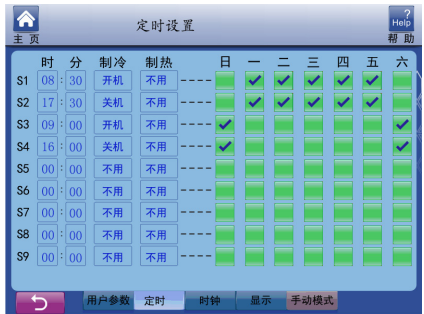 定时设置
主 页
? Help
帮 助
时 分 制冷 制热 日 一 二 三 四 五 六
S1 08 : 30 开机 不用 ----
S2 17 : 30 关机 不用 ----
S3 09 : 00 开机 不用 ----
S4 16 : 00 关机 不用 ----
S5 00 : 00 不用 不用 ----
S6 00 : 00 不用 不用 ----
S7 00 : 00 不用 不用 ----
S8 00 : 00 不用 不用 ----
S9 00 : 00 不用 不用 ----
用户参数 定时 时钟 显示 手动模式